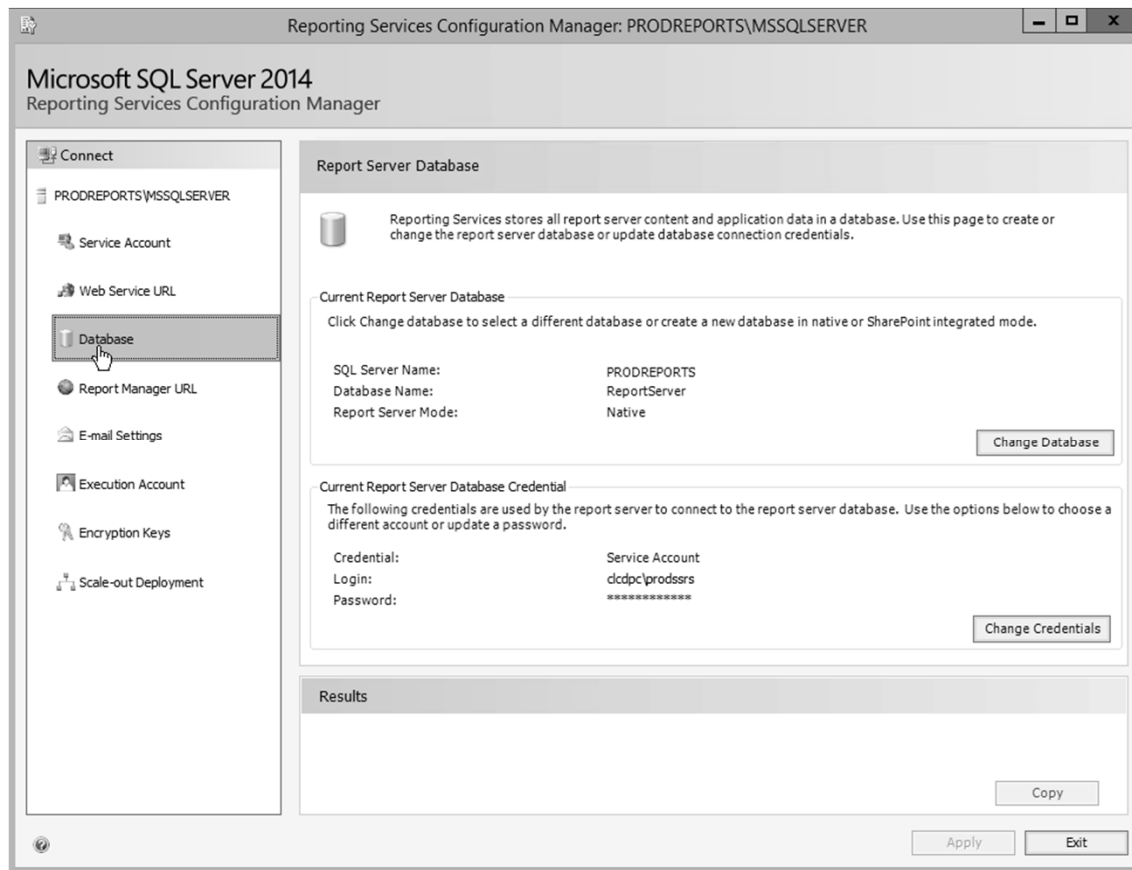 Reporting Services Configuration Manager: PRODREPORTS\MSSQLSERVER
Microsoft SQL Server 2014
Reporting Services Configuration Manager
Connect
PRODREPORTS\MSSQLSERVER
Service Account
Web Service URL
Database
Report Manager URL
E-mail Settings
Execution Account
Encryption Keys
Scale-out Deployment
Report Server Database
Reporting Services stores all report server content and application data in a database. Use this page to create or
change the report server database or update database connection credentials.
Current Report Server Database
Click Change database to select a different database or create a new database in native or SharePoint integrated mode.
SQL Server Name: PRODREPORTS
Database Name: ReportServer
Report Server Mode: Native
Change Database
Current Report Server Database Credential
The following credentials are used by the report server to connect to the report server database. Use the options below to choose a
different account or update a password.
Credential: Service Account
Login: clcdpc\prodssrs
Password: ************
Change Credentials
Results
Copy
Apply
Exit